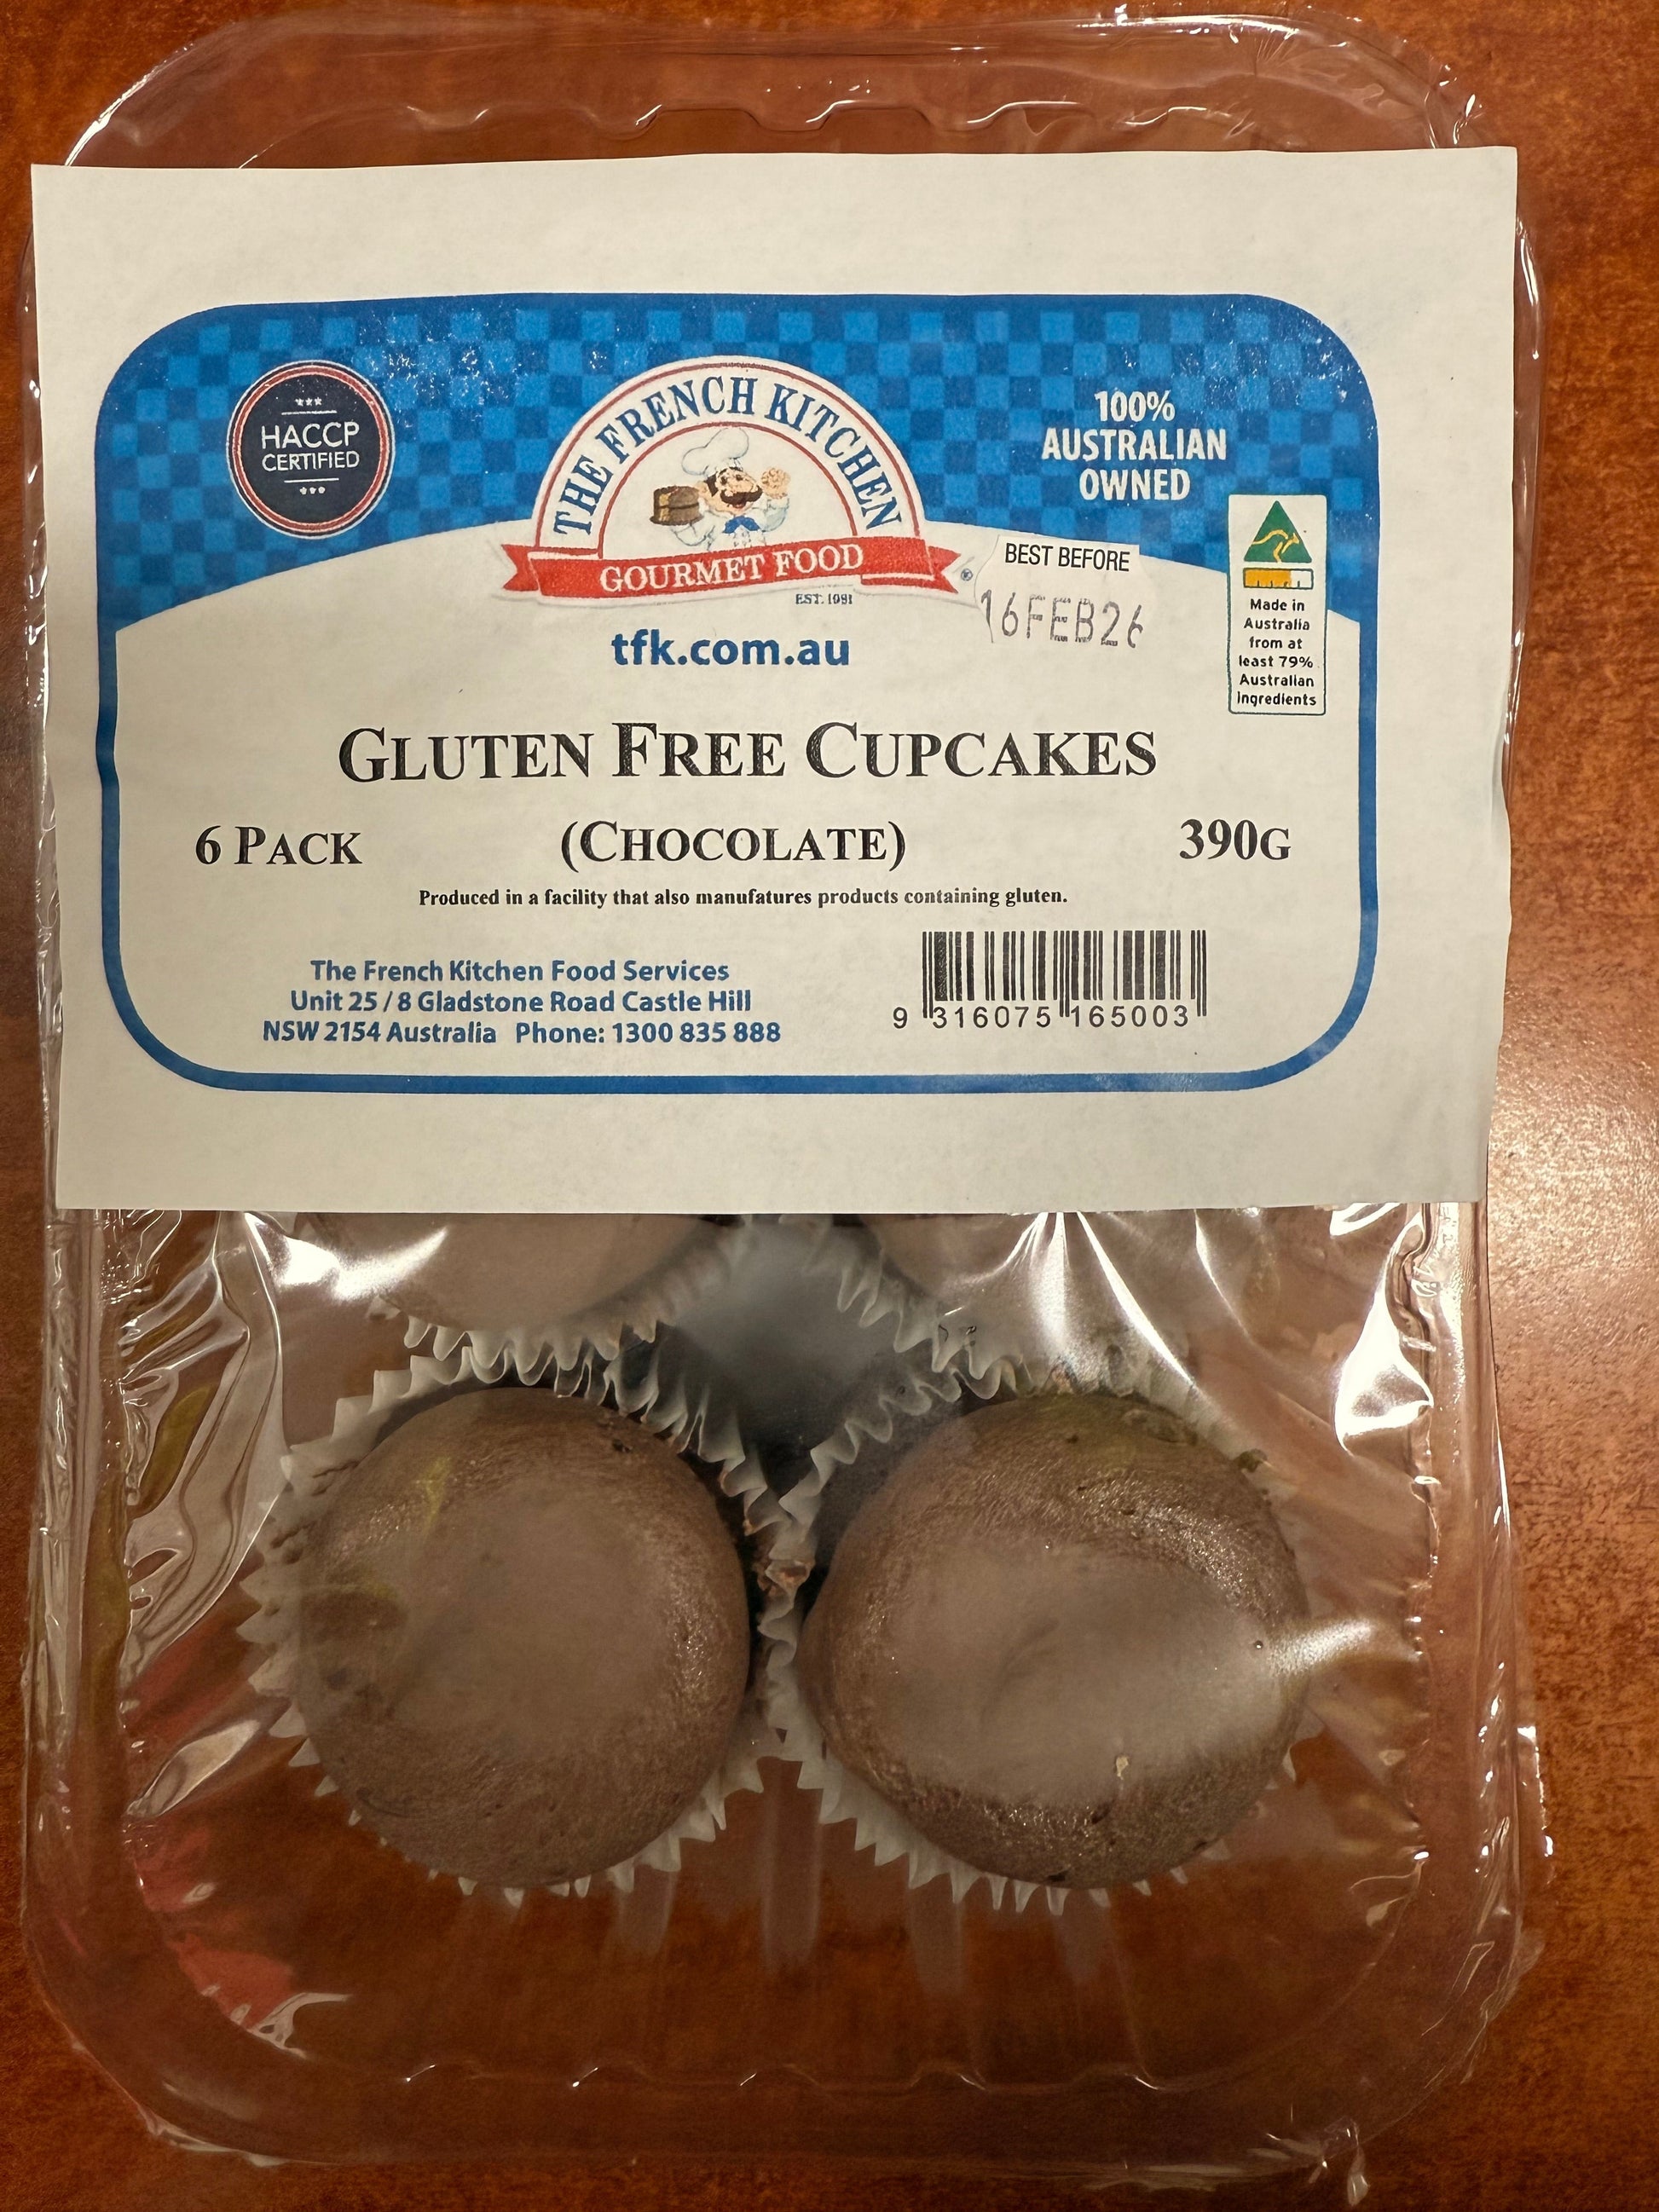 HACCP
CERTIFIED
THE FRENCH KITCHEN
GOURMET FOOD
®
EST. 1981
tfk.com.au
100%
AUSTRALIAN
OWNED
BEST BEFORE
16FEB26
Made in
Australia
from at
least 79%
Australian
ingredients
GLUTEN FREE CUPCAKES
6 PACK (CHOCOLATE) 390G
Produced in a facility that also manufatures products containing gluten.
The French Kitchen Food Services
Unit 25 / 8 Gladstone Road Castle Hill
NSW 2154 Australia Phone: 1300 835 888
9 316075 165003